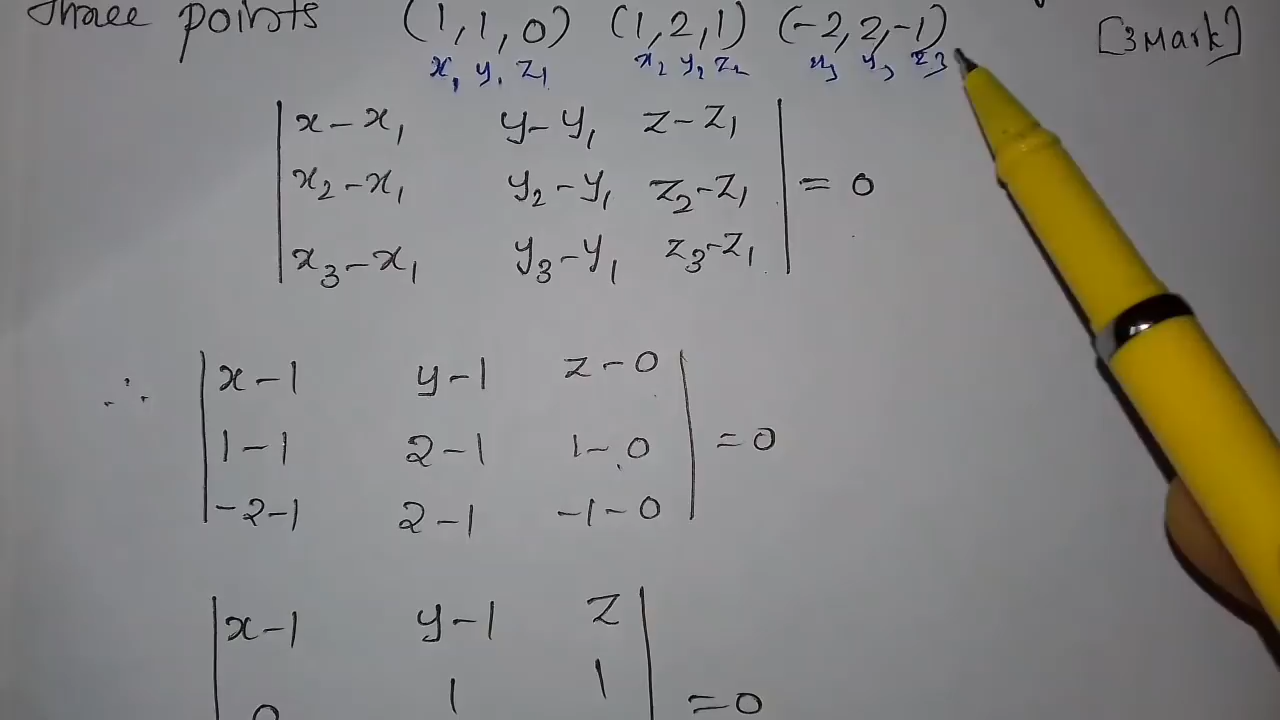 three points (1,1,0) (1,2,1) (-2,2,-1) [3Mark]
x₁ y₁ z₁ x₂ y₂ z₂ x₃ y₃ z₃
| x-x₁ y-y₁ z-z₁ |
| x₂-x₁ y₂-y₁ z₂-z₁ | = 0
| x₃-x₁ y₃-y₁ z₃-z₁ |
∴ | x-1 y-1 z-0 |
| 1-1 2-1 1-0 | = 0
| -2-1 2-1 -1-0 |
| x-1 y-1 z |
| 0 1 1 | = 0